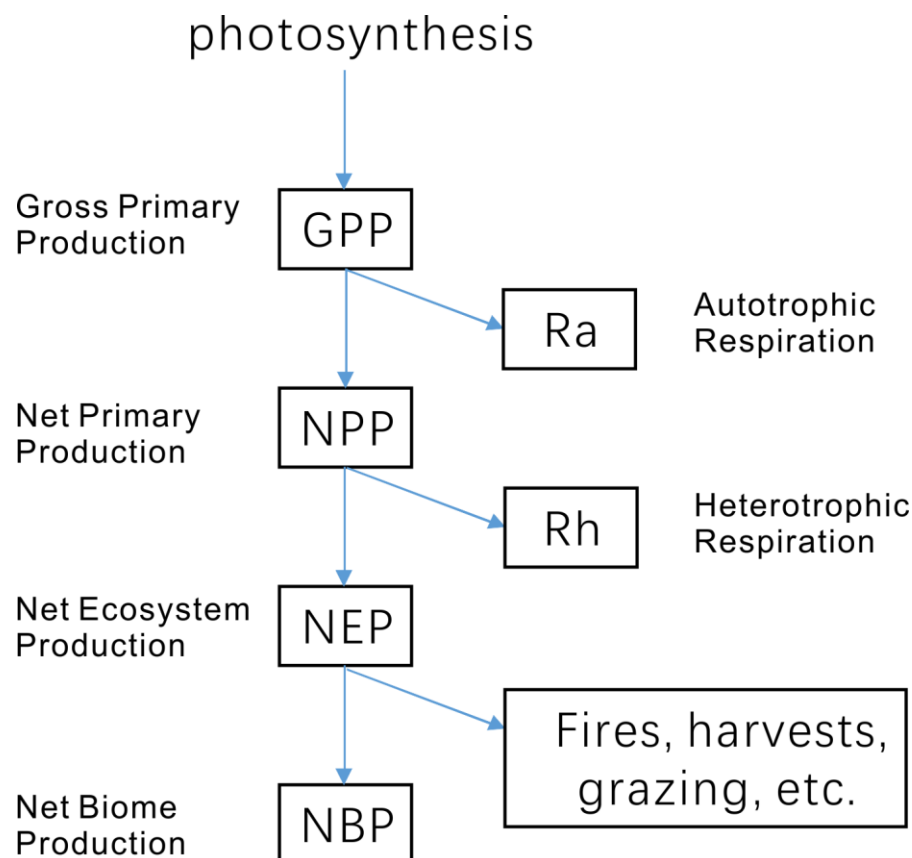 photosynthesis
Gross Primary
Production
GPP
Ra
Autotrophic
Respiration
Net Primary
Production
NPP
Rh
Heterotrophic
Respiration
Net Ecosystem
Production
NEP
Fires, harvests,
grazing, etc.
Net Biome
Production
NBP